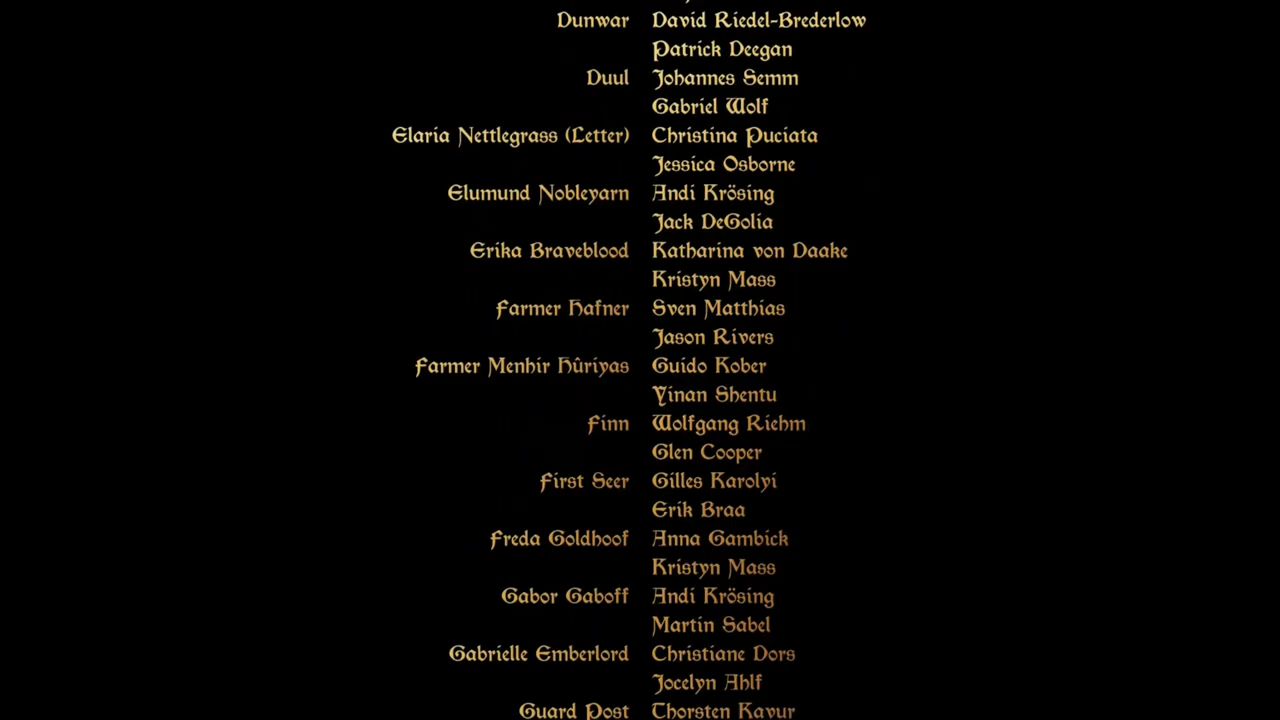 Dunwar David Riedel-Brederlow
Patrick Deegan
Duul Johannes Semm
Gabriel Wolf
Elaria Nettlegrass (Letter) Christina Puciata
Jessica Osborne
Elumund Nobleyarn Andi Krösing
Jack DeGolia
Erika Braveblood Katharina von Daake
Kristyn Mass
Farmer Hafner Sven Matthias
Jason Rivers
Farmer Menhir Hûriyas Guido Kober
Yinan Shentu
Finn Wolfgang Riehm
Glen Cooper
First Seer Gilles Karolyi
Erik Braa
Freda Goldhoof Anna Gambick
Kristyn Mass
Gabor Gaboff Andi Krösing
Martin Sabel
Gabrielle Emberlord Christiane Dors
Jocelyn Ahlf
Guard Post Thorsten Kavur